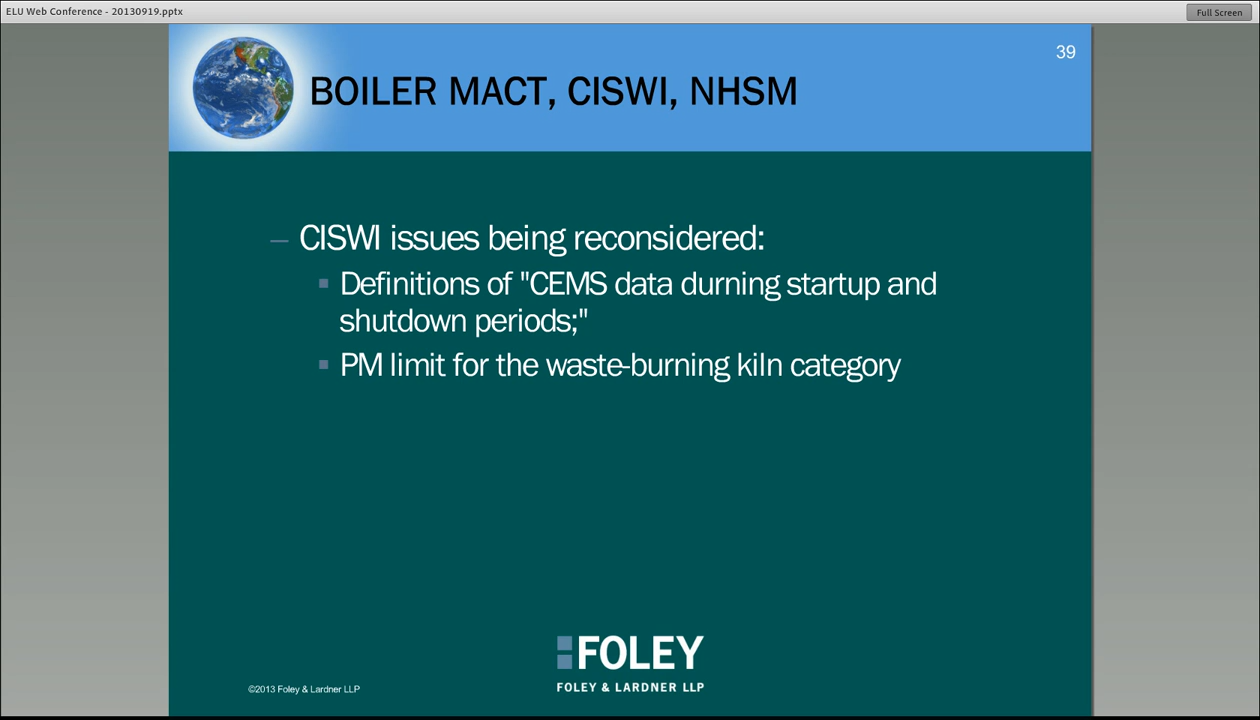 ELU Web Conference - 20130919.pptx
Full Screen
39
BOILER MACT, CISWI, NHSM
– CISWI issues being reconsidered:
▪ Definitions of "CEMS data durning startup and
shutdown periods;"
▪ PM limit for the waste-burning kiln category
FOLEY
FOLEY & LARDNER LLP
©2013 Foley & Lardner LLP